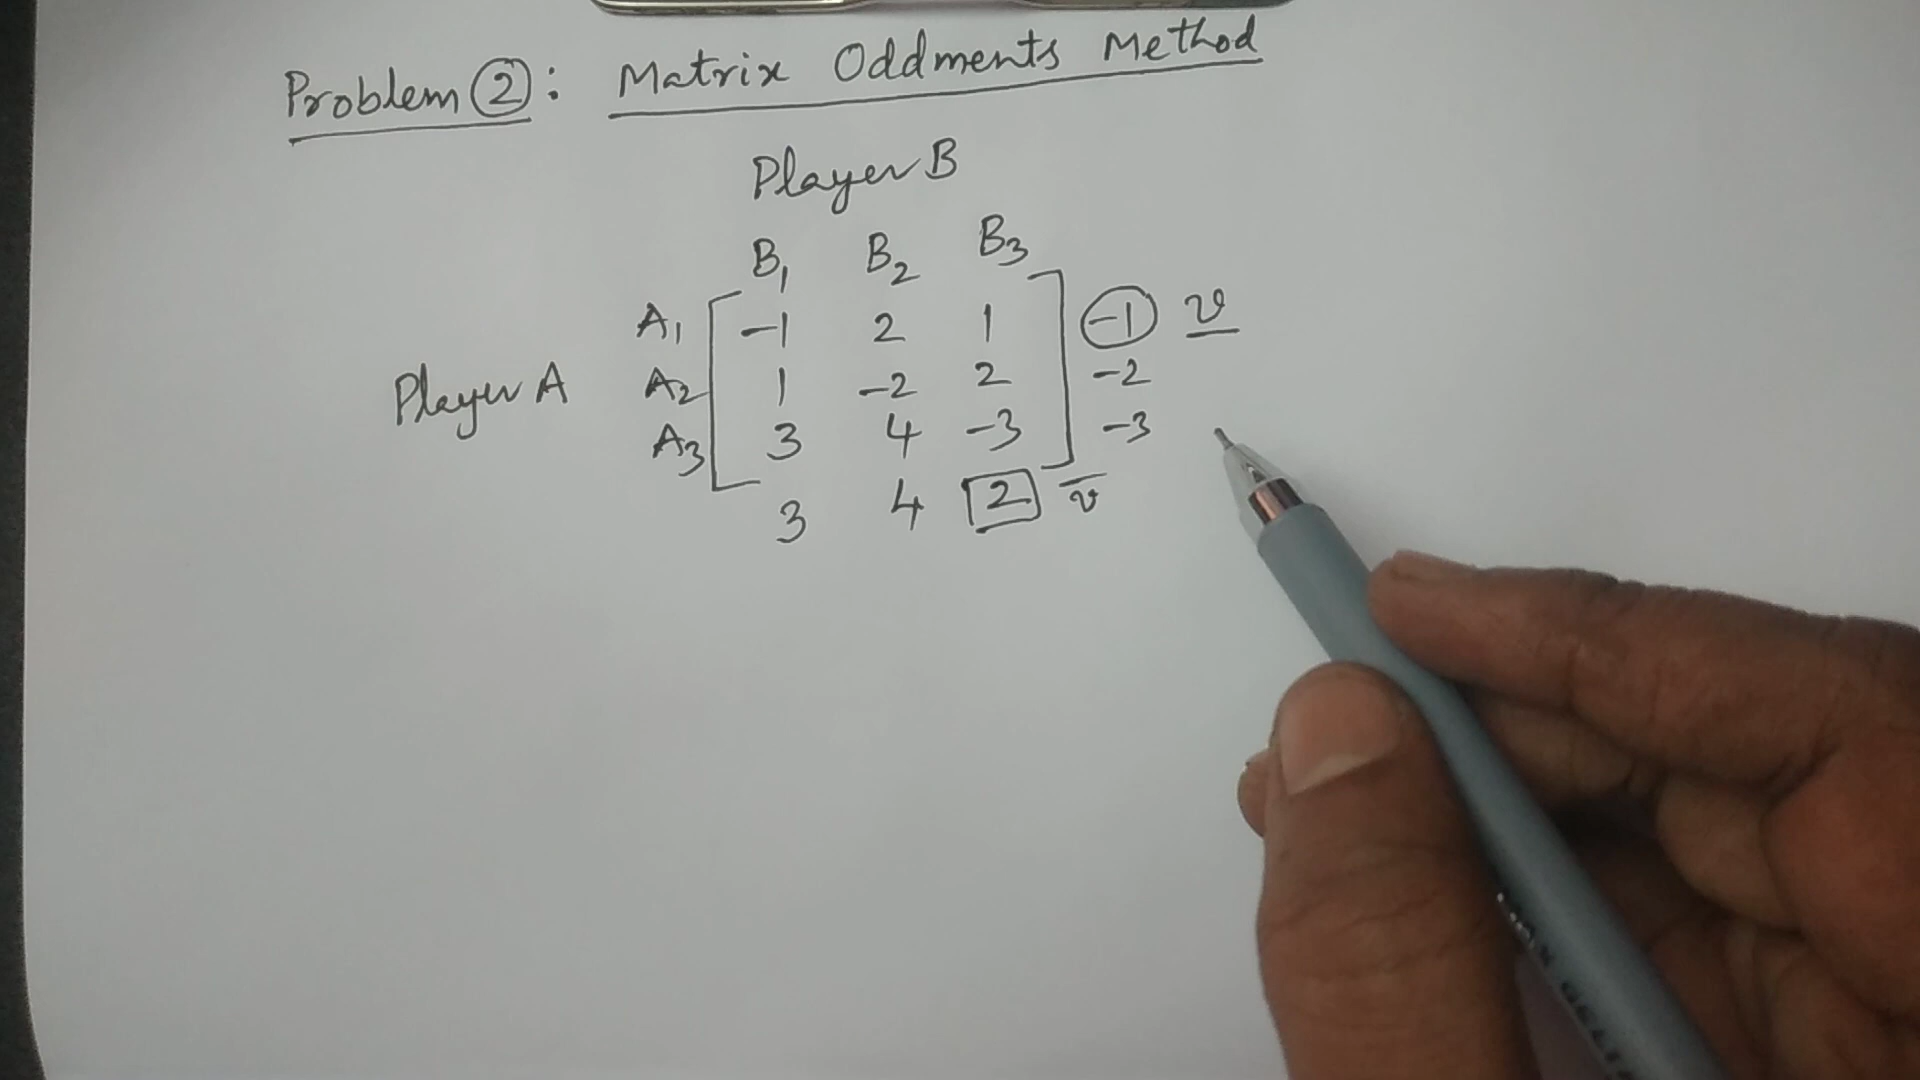 Problem ②: Matrix Oddments Method
Player B
B₁ B₂ B₃
A₁ -1 2 1 -1 v
Player A A₂ 1 -2 2 -2
A₃ 3 4 -3 -3
3 4 2 v̅